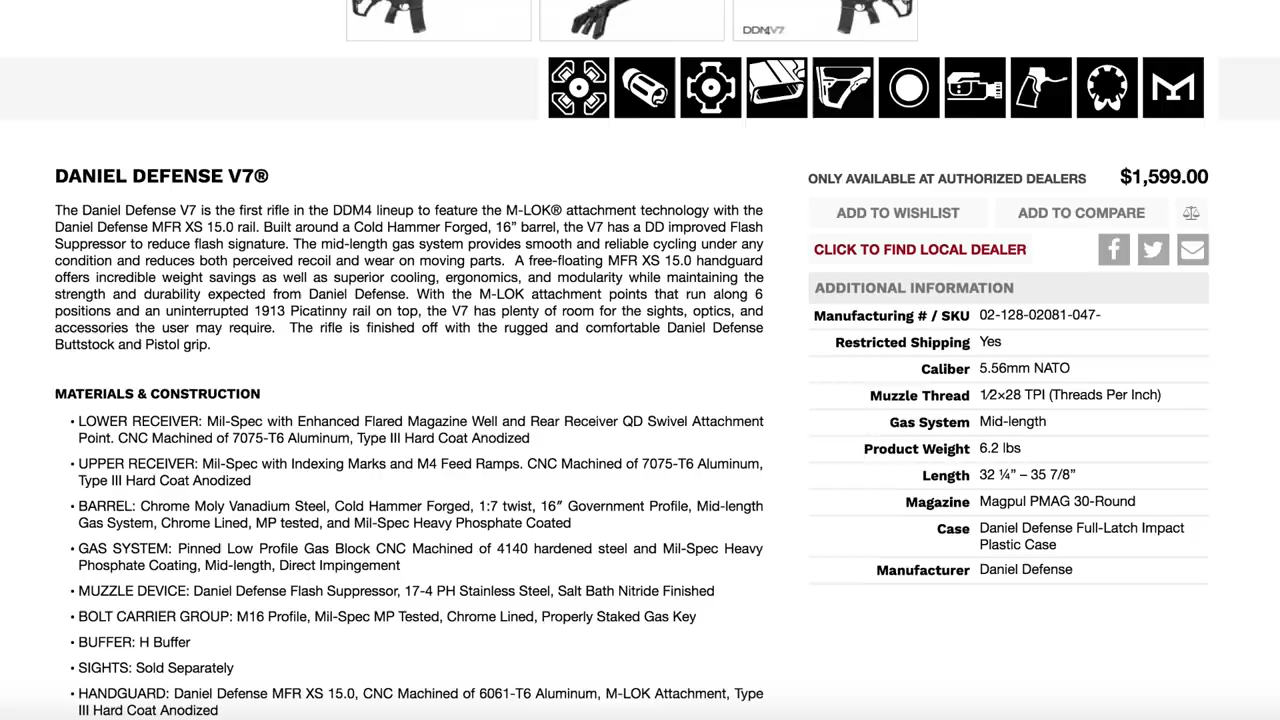 DDM4V7
DANIEL DEFENSE V7®
The Daniel Defense V7 is the first rifle in the DDM4 lineup to feature the M-LOK® attachment technology with the
Daniel Defense MFR XS 15.0 rail. Built around a Cold Hammer Forged, 16” barrel, the V7 has a DD improved Flash
Suppressor to reduce flash signature. The mid-length gas system provides smooth and reliable cycling under any
condition and reduces both perceived recoil and wear on moving parts. A free-floating MFR XS 15.0 handguard
offers incredible weight savings as well as superior cooling, ergonomics, and modularity while maintaining the
strength and durability expected from Daniel Defense. With the M-LOK attachment points that run along 6
positions and an uninterrupted 1913 Picatinny rail on top, the V7 has plenty of room for the sights, optics, and
accessories the user may require. The rifle is finished off with the rugged and comfortable Daniel Defense
Buttstock and Pistol grip.
MATERIALS & CONSTRUCTION
• LOWER RECEIVER: Mil-Spec with Enhanced Flared Magazine Well and Rear Receiver QD Swivel Attachment
Point. CNC Machined of 7075-T6 Aluminum, Type III Hard Coat Anodized
• UPPER RECEIVER: Mil-Spec with Indexing Marks and M4 Feed Ramps. CNC Machined of 7075-T6 Aluminum,
Type III Hard Coat Anodized
• BARREL: Chrome Moly Vanadium Steel, Cold Hammer Forged, 1:7 twist, 16″ Government Profile, Mid-length
Gas System, Chrome Lined, MP tested, and Mil-Spec Heavy Phosphate Coated
• GAS SYSTEM: Pinned Low Profile Gas Block CNC Machined of 4140 hardened steel and Mil-Spec Heavy
Phosphate Coating, Mid-length, Direct Impingement
• MUZZLE DEVICE: Daniel Defense Flash Suppressor, 17-4 PH Stainless Steel, Salt Bath Nitride Finished
• BOLT CARRIER GROUP: M16 Profile, Mil-Spec MP Tested, Chrome Lined, Properly Staked Gas Key
• BUFFER: H Buffer
• SIGHTS: Sold Separately
• HANDGUARD: Daniel Defense MFR XS 15.0, CNC Machined of 6061-T6 Aluminum, M-LOK Attachment, Type
III Hard Coat Anodized
ONLY AVAILABLE AT AUTHORIZED DEALERS $1,599.00
ADD TO WISHLIST ADD TO COMPARE
CLICK TO FIND LOCAL DEALER
ADDITIONAL INFORMATION
Manufacturing # / SKU 02-128-02081-047-
Restricted Shipping Yes
Caliber 5.56mm NATO
Muzzle Thread 1⁄2×28 TPI (Threads Per Inch)
Gas System Mid-length
Product Weight 6.2 lbs
Length 32 ¼” – 35 7/8”
Magazine Magpul PMAG 30-Round
Case Daniel Defense Full-Latch Impact
Plastic Case
Manufacturer Daniel Defense